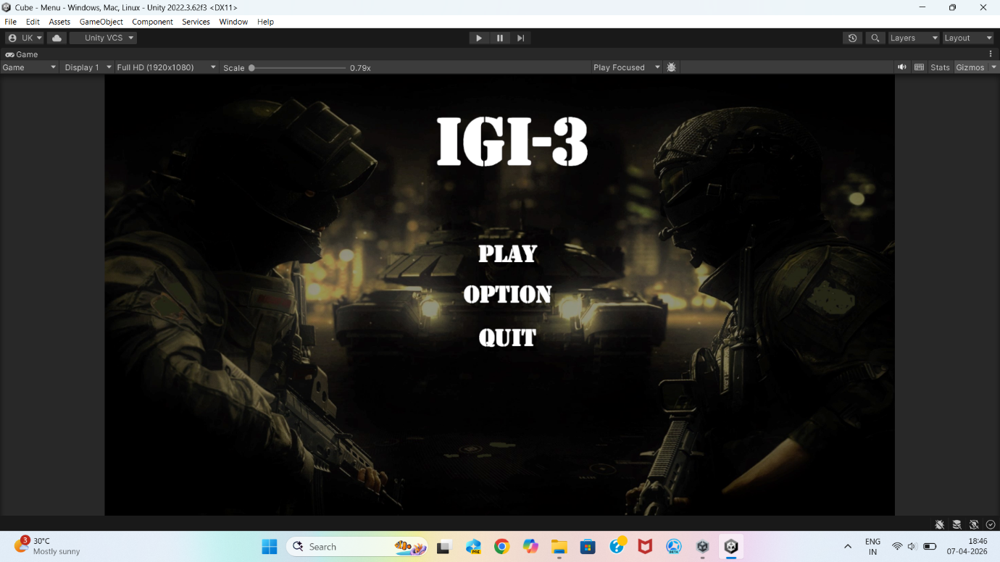 Cube - Menu - Windows, Mac, Linux - Unity 2022.3.62f3 <DX11>
File Edit Assets GameObject Component Services Window Help
UK Unity VCS Layers Layout
Game
Game Display 1 Full HD (1920x1080) Scale 0.79x Play Focused Stats Gizmos
IGI-3
PLAY
OPTION
QUIT
3 30°C
Mostly sunny
Search
PRE
BETA
ENG
IN
18:46
07-04-2026